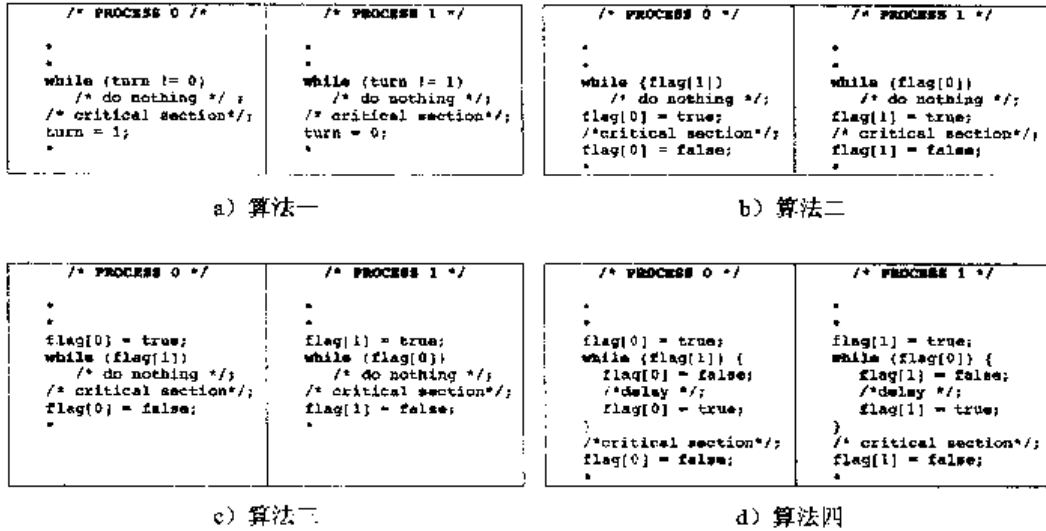 /* PROCESS 0 /*
*
*
while (turn != 0)
/* do nothing */ ;
/* critical section*/;
turn = 1;
*
/* PROCESS 1 */
*
*
while (turn != 1)
/* do nothing */;
/* critical section*/;
turn = 0;
*
a) 算法一
/* PROCESS 0 */
*
*
while (flag[1])
/* do nothing */;
flag[0] = true;
/*critical section*/;
flag[0] = false;
*
/* PROCESS 1 */
*
*
while (flag[0])
/* do nothing */;
flag[1] = true;
/* critical section*/;
flag[1] = false;
*
b) 算法二
/* PROCESS 0 */
*
*
flag[0] = true;
while (flag[1])
/* do nothing */;
/* critical section*/;
flag[0] = false;
*
/* PROCESS 1 */
*
*
flag[1] = true;
while (flag[0])
/* do nothing */;
/* critical section*/;
flag[1] = false;
*
c) 算法三
/* PROCESS 0 */
*
*
flag[0] = true;
while (flag[1]) {
flag[0] = false;
/*delay */;
flag[0] = true;
}
/*critical section*/;
flag[0] = false;
*
/* PROCESS 1 */
*
*
flag[1] = true;
while (flag[0]) {
flag[1] = false;
/*delay */;
flag[1] = true;
}
/* critical section*/;
flag[1] = false;
*
d) 算法四